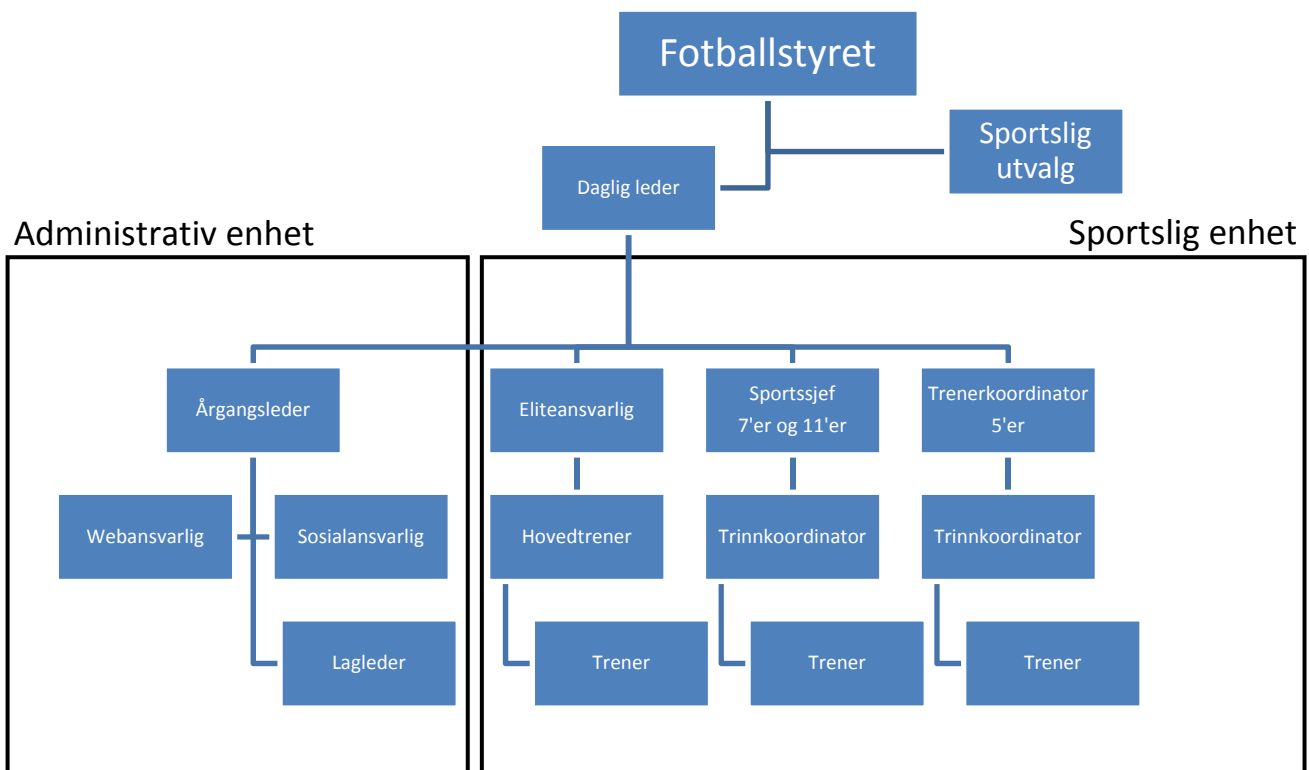 Fotballstyret
Sportslig
utvalg
Daglig leder
Administrativ enhet
Sportslig enhet
Årgangsleder
Eliteansvarlig
Sportssjef
7'er og 11'er
Trenerkoordinator
5'er
Webansvarlig
Sosialansvarlig
Hovedtrener
Trinnkoordinator
Trinnkoordinator
Lagleder
Trener
Trener
Trener